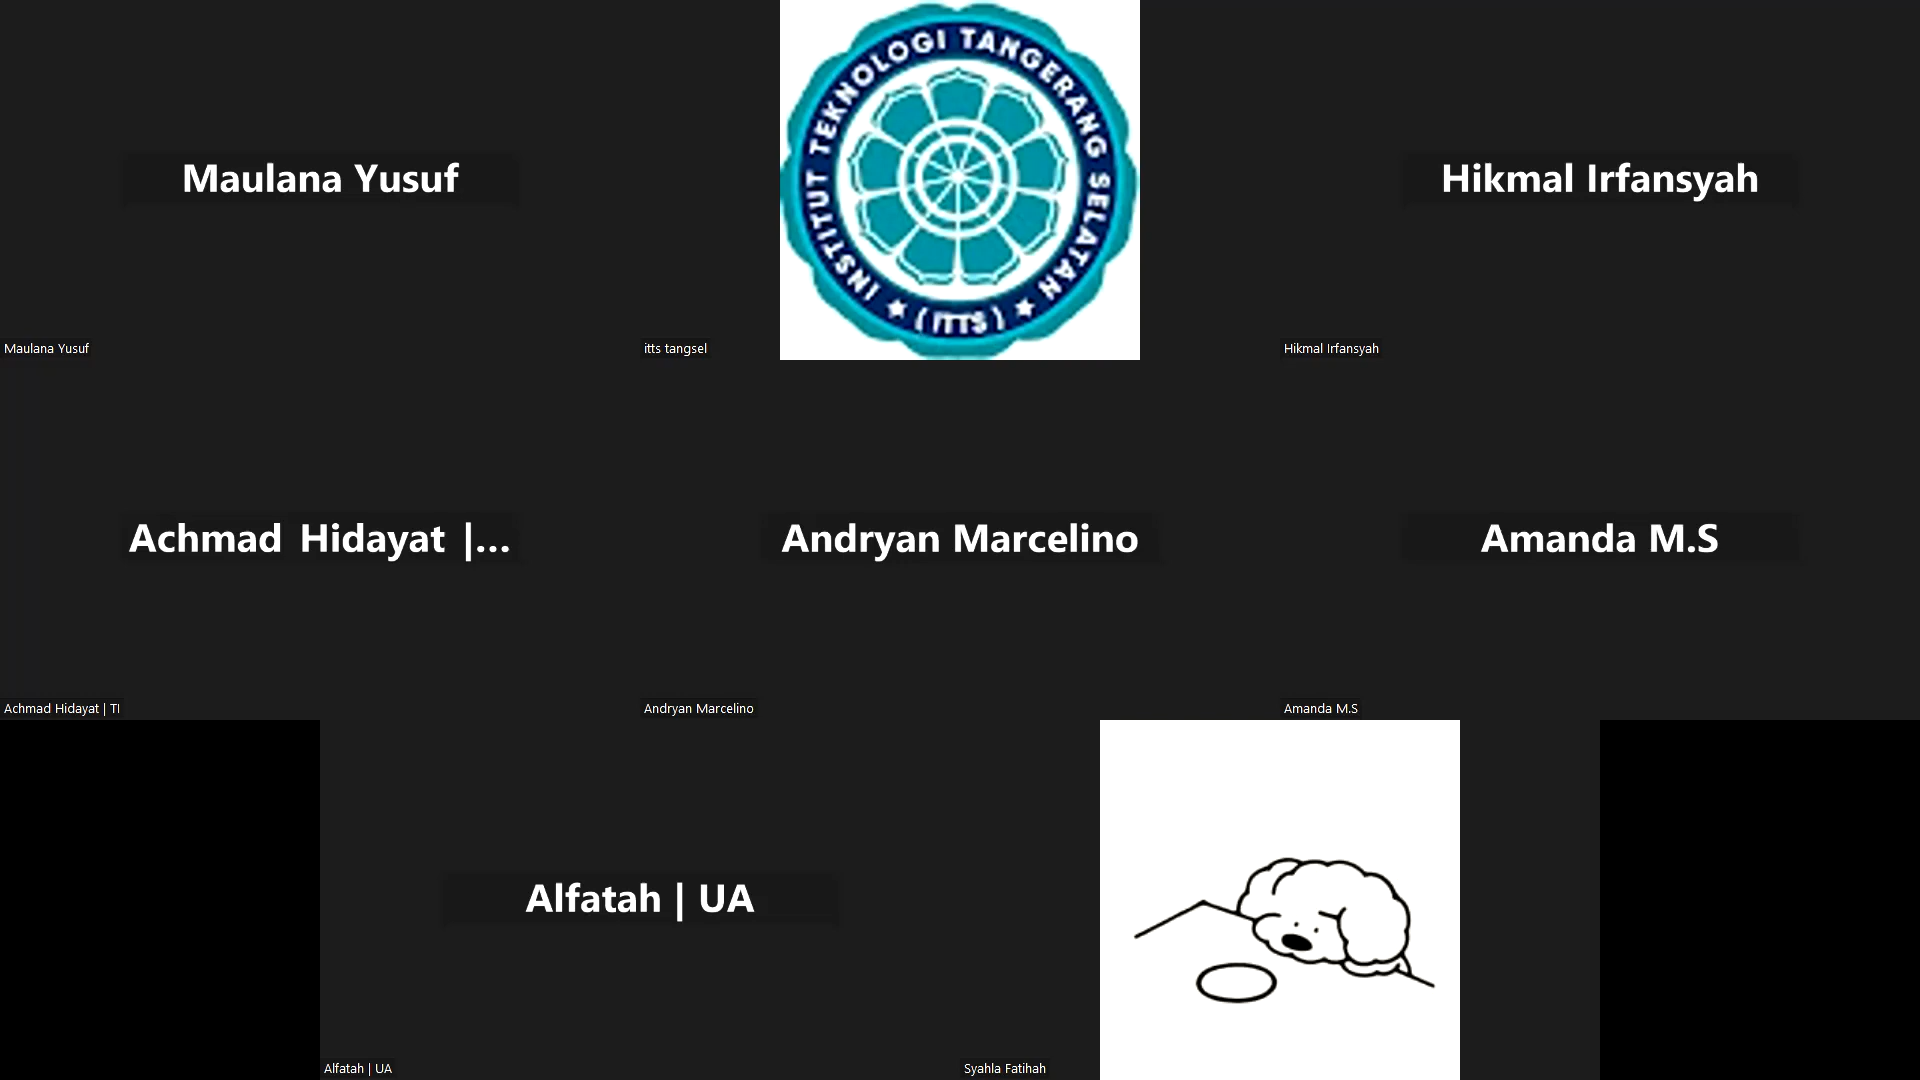 Maulana Yusuf
INSTITUT TEKNOLOGI TANGERANG SELATAN
( ITTS )
Hikmal Irfansyah
Maulana Yusuf
itts tangsel
Hikmal Irfansyah
Achmad Hidayat |...
Andryan Marcelino
Amanda M.S
Achmad Hidayat | TI
Andryan Marcelino
Amanda M.S
Alfatah | UA
Alfatah | UA
Syahla Fatihah